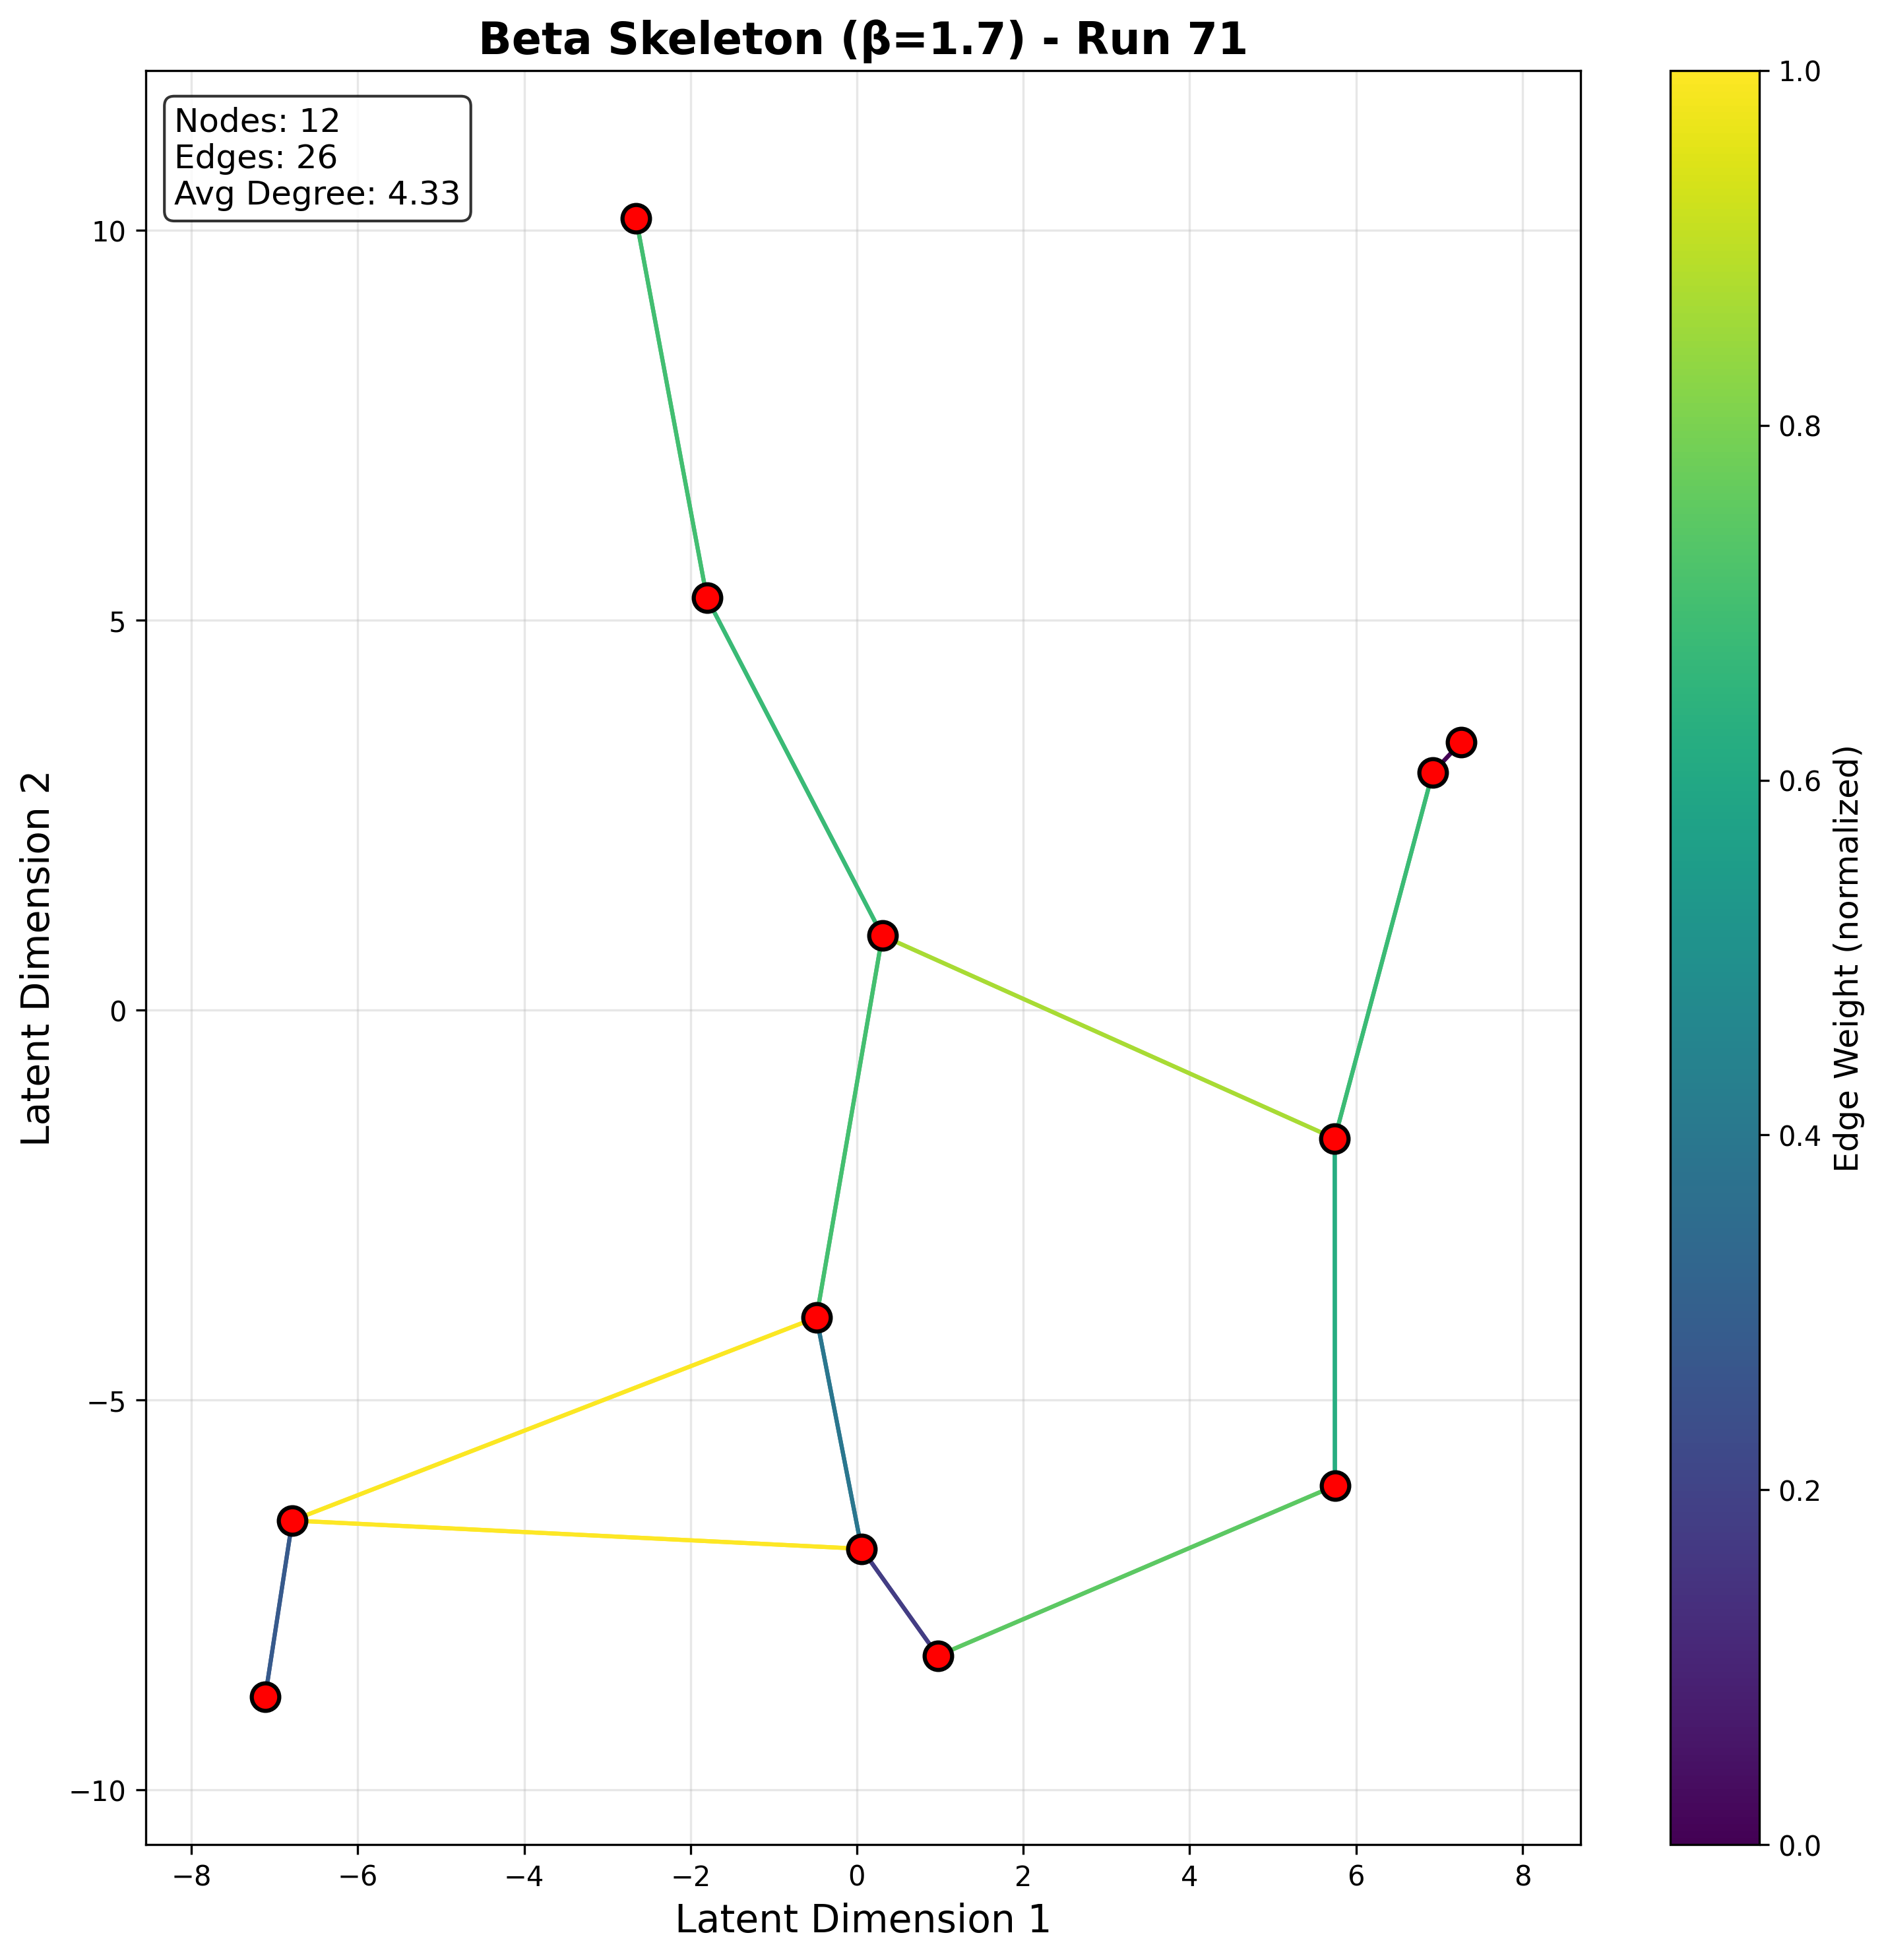 Beta Skeleton (β=1.7) - Run 71
Nodes: 12
Edges: 26
Avg Degree: 4.33
Latent Dimension 2
10
5
0
−5
−10
−8
−6
−4
−2
0
2
4
6
8
Latent Dimension 1
1.0
0.8
0.6
0.4
0.2
0.0
Edge Weight (normalized)